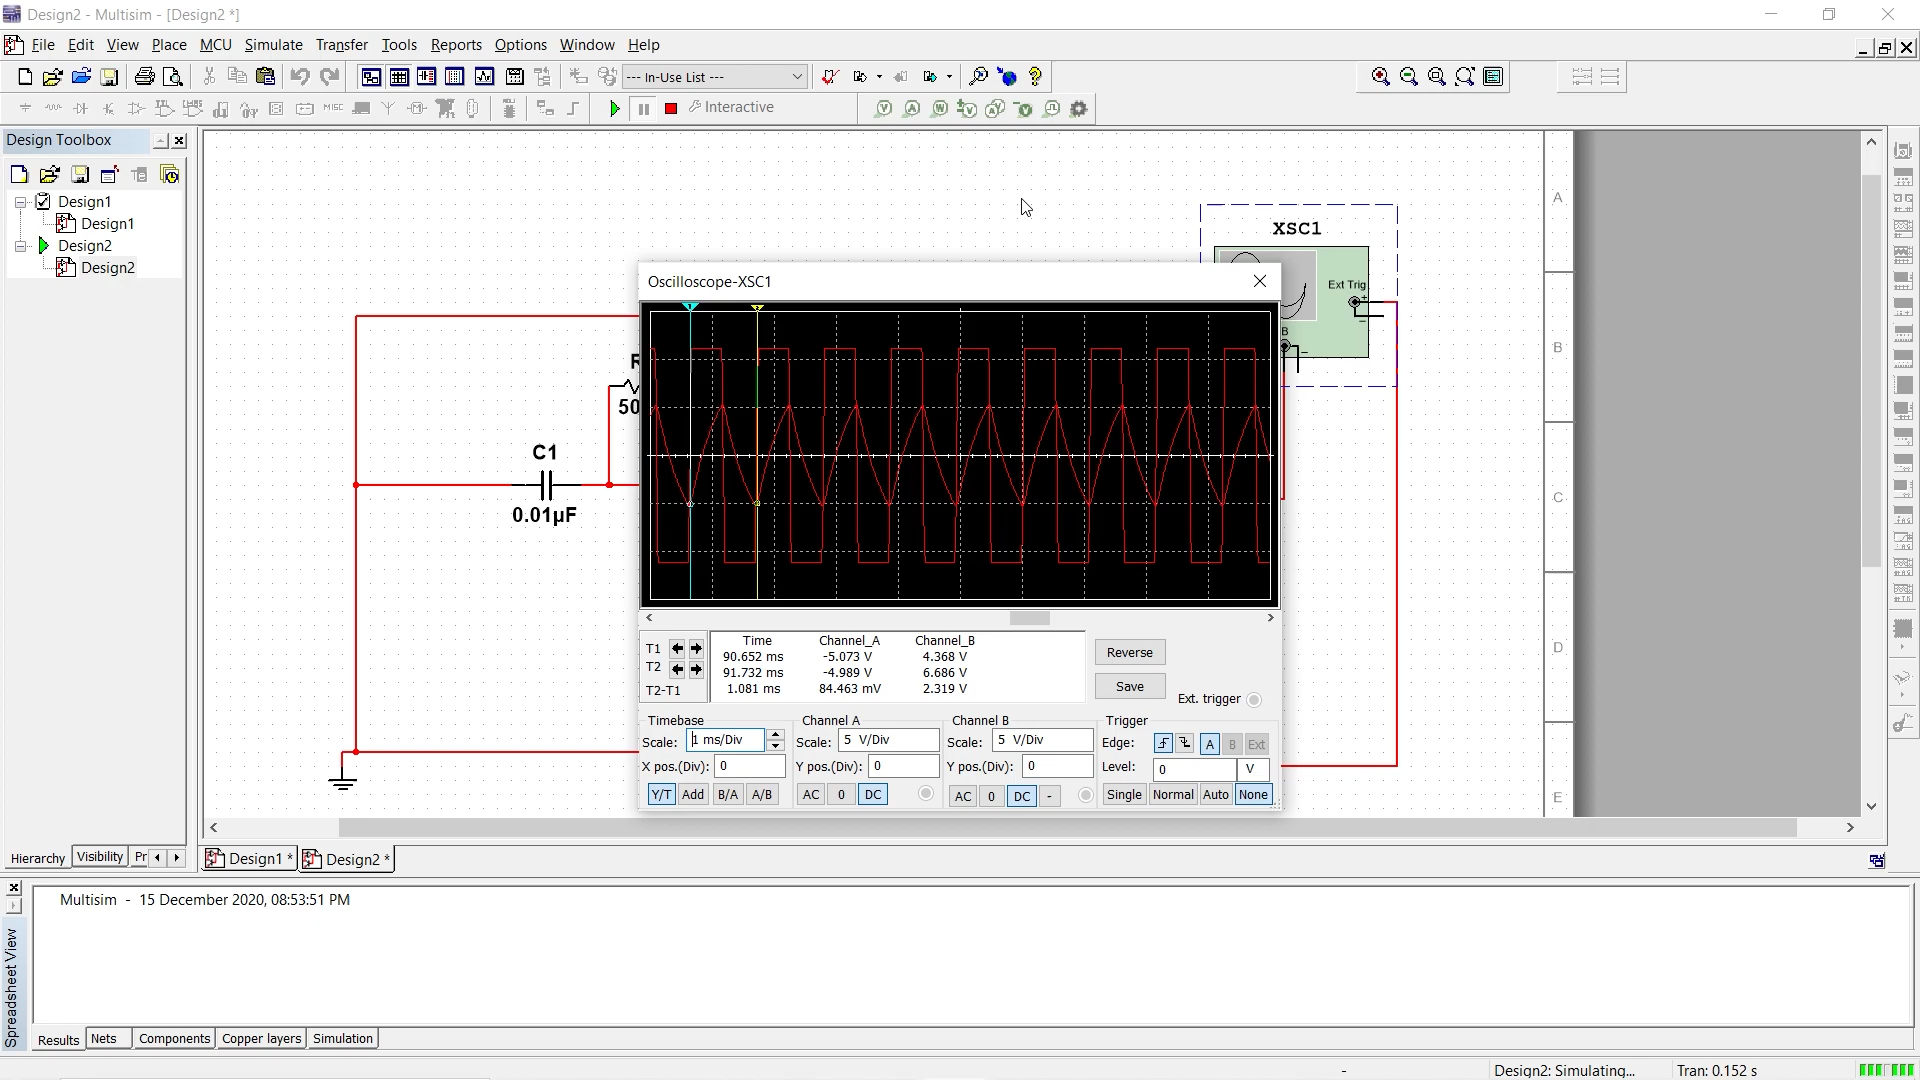 Design2 - Multisim - [Design2 *]
File Edit View Place MCU Simulate Transfer Tools Reports Options Window Help
--- In-Use List ---
MISC
Interactive
Design Toolbox
Design1
Design1
Design2
Design2
XSC1
Ext Trig
B
R
50
C1
0.01µF
A
B
C
D
E
Oscilloscope-XSC1
Time Channel_A Channel_B
T1 90.652 ms -5.073 V 4.368 V
T2 91.732 ms -4.989 V 6.686 V
T2-T1 1.081 ms 84.463 mV 2.319 V
Reverse
Save
Ext. trigger
Timebase
Scale: 1 ms/Div
X pos.(Div): 0
Y/T Add B/A A/B
Channel A
Scale: 5 V/Div
Y pos.(Div): 0
AC 0 DC
Channel B
Scale: 5 V/Div
Y pos.(Div): 0
AC 0 DC -
Trigger
Edge: A B Ext
Level: 0 V
Single Normal Auto None
Hierarchy Visibility Pr
Design1 * Design2 *
Multisim - 15 December 2020, 08:53:51 PM
Spreadsheet View
Results Nets Components Copper layers Simulation
- Design2: Simulating... Tran: 0.152 s